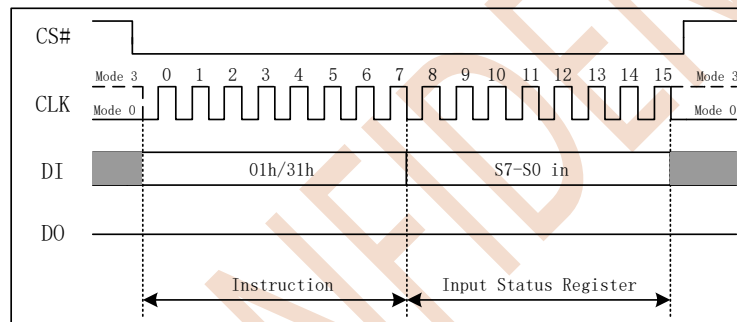 CS#
Mode 3 0 1 2 3 4 5 6 7 8 9 10 11 12 13 14 15 Mode 3
CLK
Mode 0 Mode 0
DI 01h/31h S7-S0 in
DO
Instruction Input Status Register